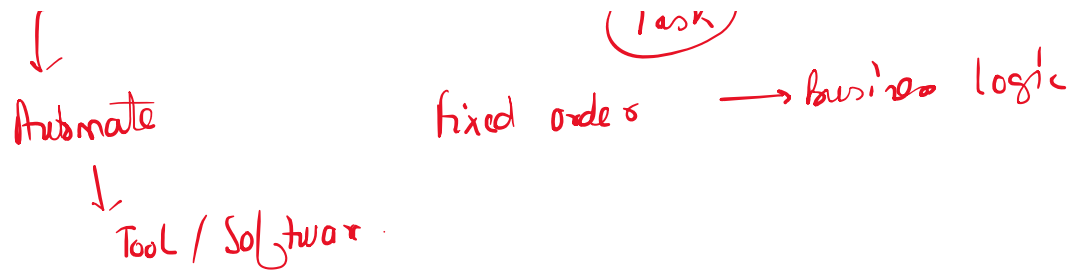 Task
Automate
fixed order → Business logic
Tool / Software